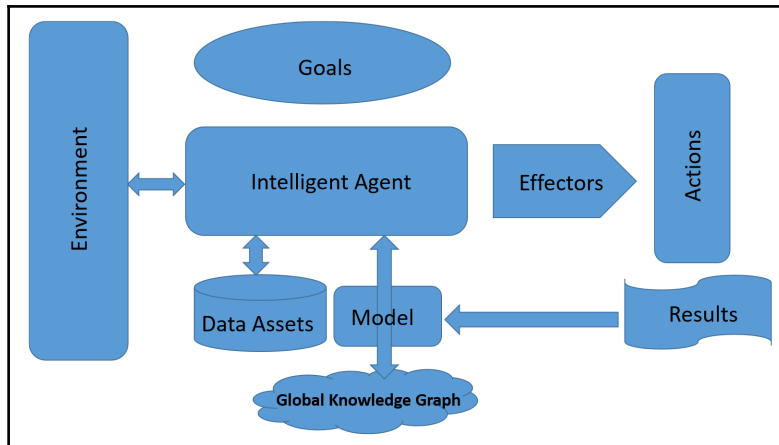 Goals
Environment
Intelligent Agent
Effectors
Actions
Data Assets
Model
Results
Global Knowledge Graph